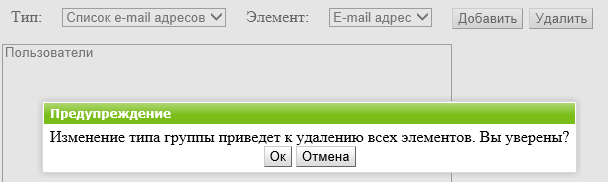 Тип: Список e-mail адресов Элемент: E-mail адрес Добавить Удалить
Пользователи
Предупреждение
Изменение типа группы приведет к удалению всех элементов. Вы уверены?
Ок Отмена